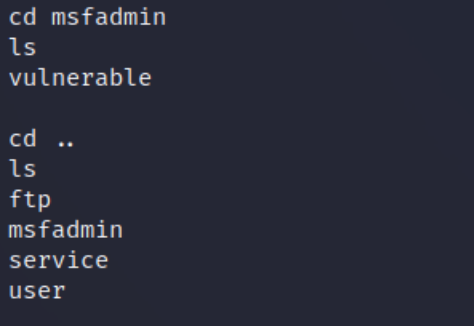 cd msfadmin
ls
vulnerable
cd ..
ls
ftp
msfadmin
service
user